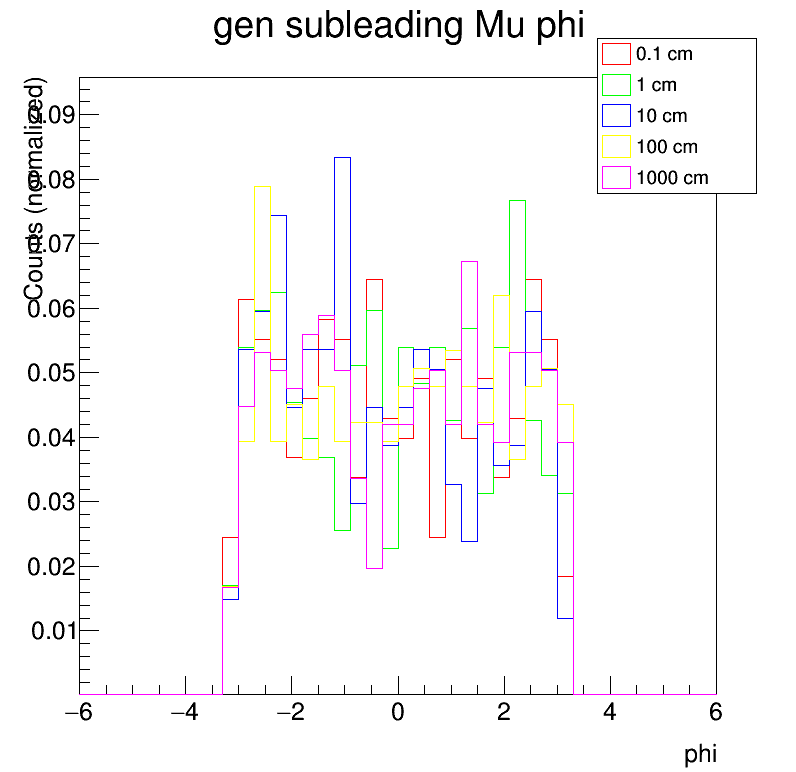 gen subleading Mu phi
0.1 cm
1 cm
10 cm
100 cm
1000 cm
Counts (normalized)
0.09
0.08
0.07
0.06
0.05
0.04
0.03
0.02
0.01
−6 −4 −2 0 2 4 6
phi